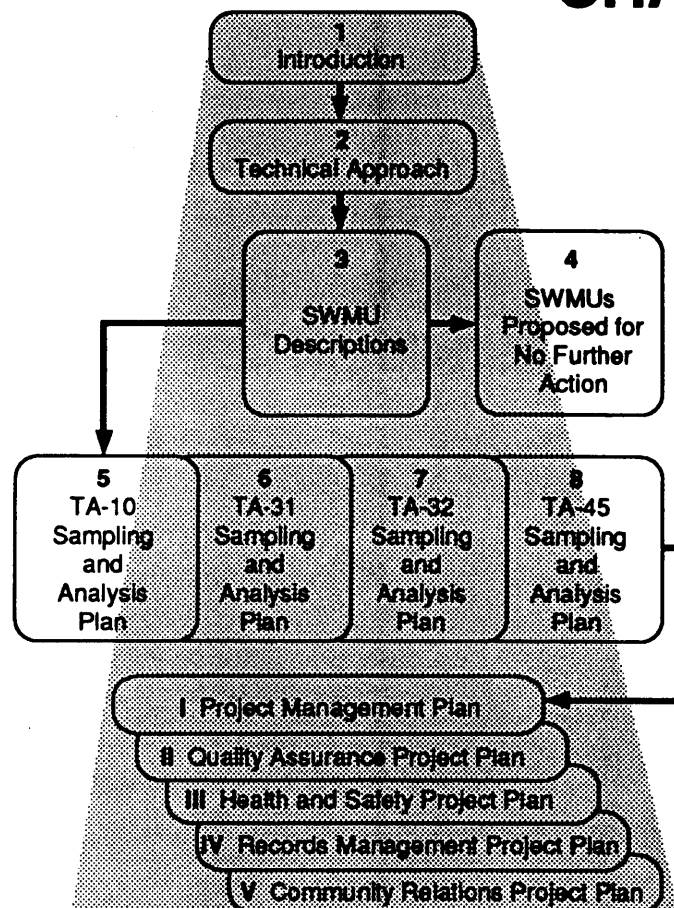 1
Introduction
2
Technical Approach
3
SWMU
Descriptions
4
SWMUs
Proposed for
No Further
Action
5
TA-10
Sampling
and
Analysis
Plan
6
TA-31
Sampling
and
Analysis
Plan
7
TA-32
Sampling
and
Analysis
Plan
8
TA-45
Sampling
and
Analysis
Plan
I Project Management Plan
II Quality Assurance Project Plan
III Health and Safety Project Plan
IV Records Management Project Plan
V Community Relations Project Plan